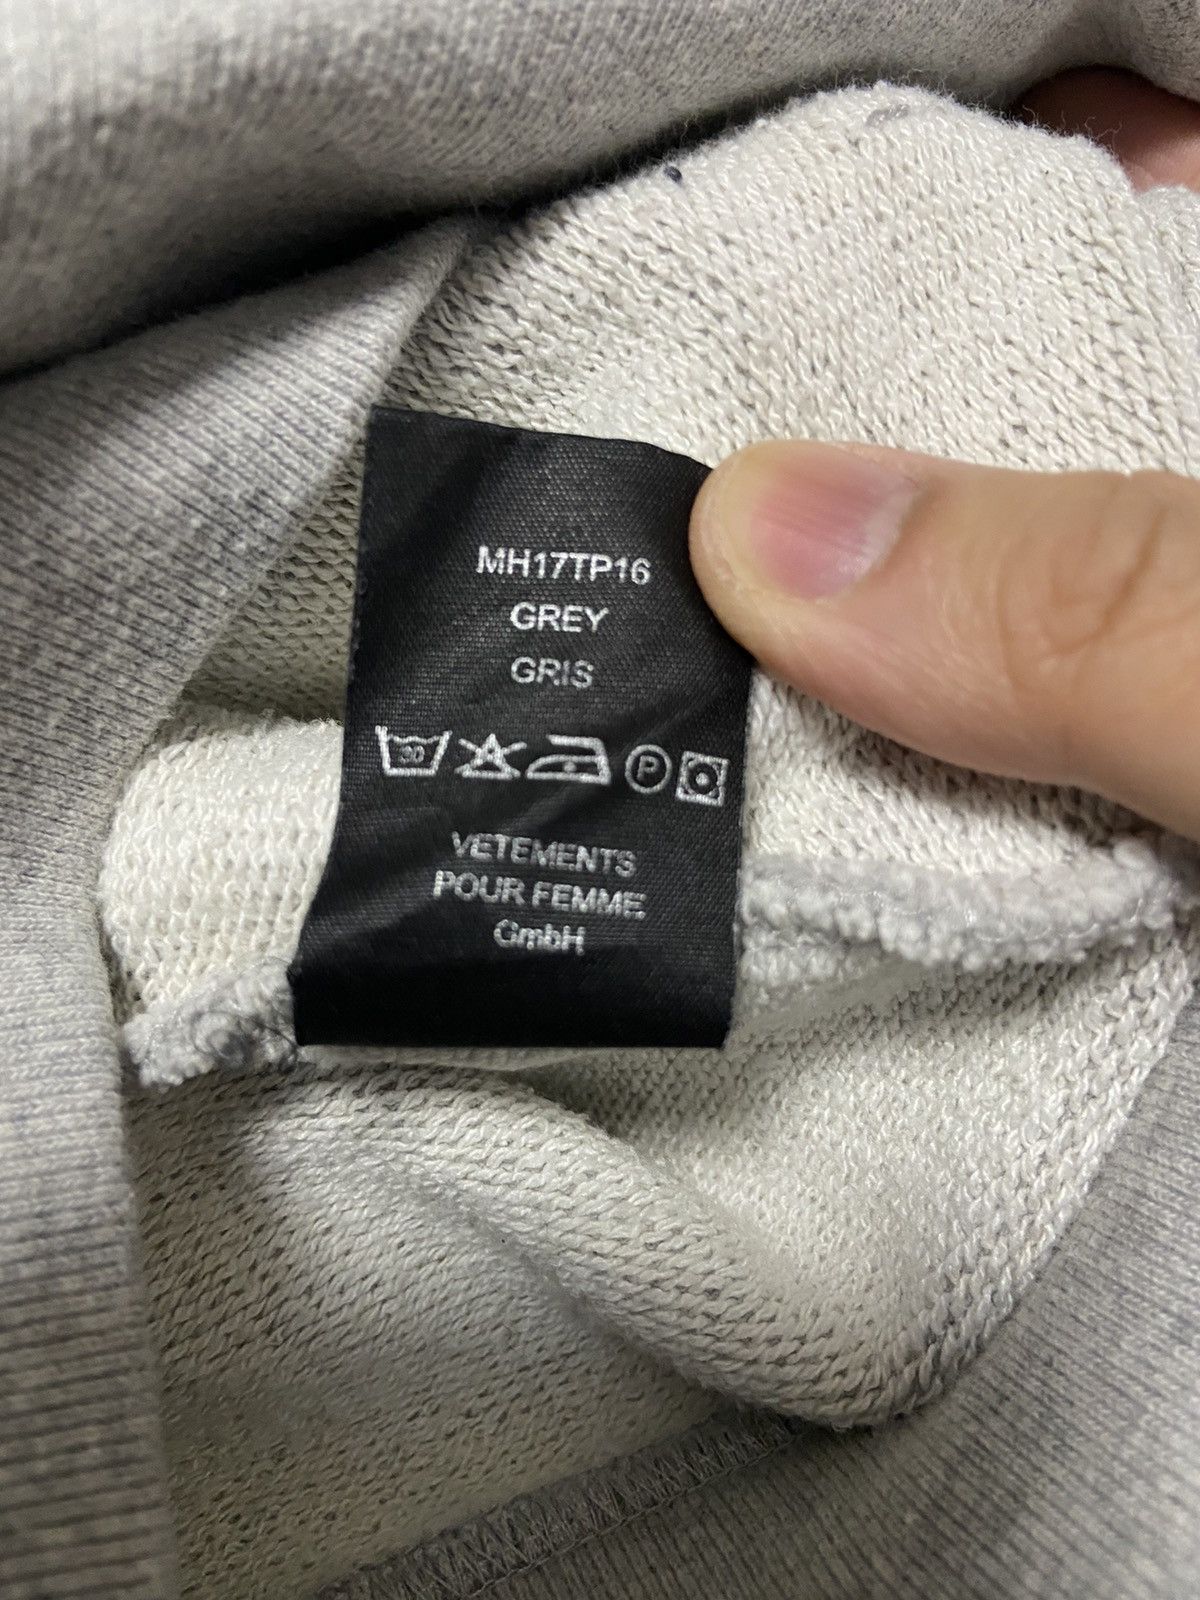 MH17TP16
GREY
GRIS
30 P
VETEMENTS
POUR FEMME
GmbH